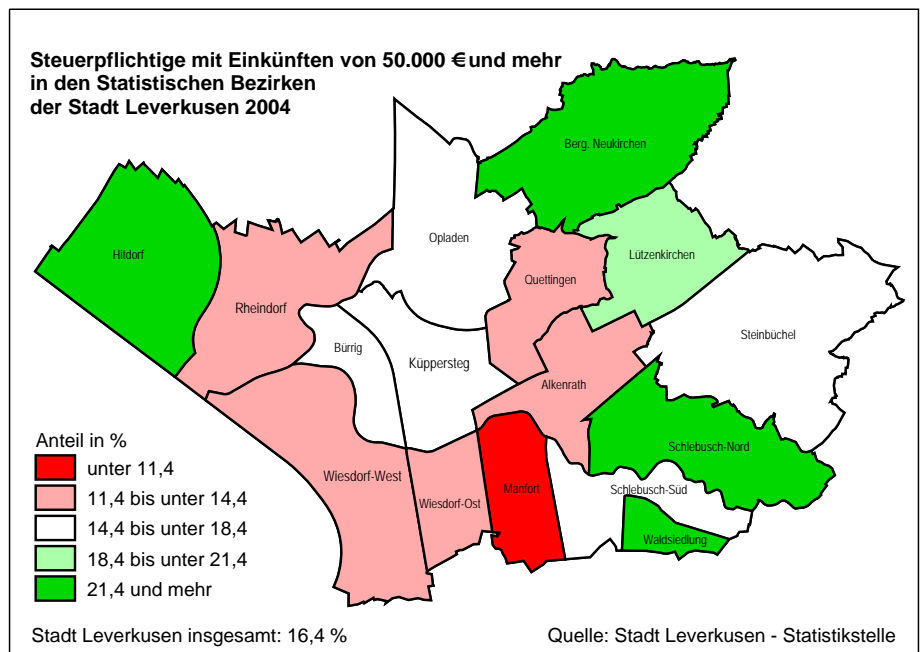 Steuerpflichtige mit Einkünften von 50.000 € und mehr
in den Statistischen Bezirken
der Stadt Leverkusen 2004
Berg. Neukirchen
Hitdorf
Opladen
Lützenkirchen
Quettingen
Rheindorf
Steinbüchel
Bürrig
Küppersteg
Alkenrath
Schlebusch-Nord
Wiesdorf-West
Wiesdorf-Ost
Manfort
Schlebusch-Süd
Waldsiedlung
Anteil in %
unter 11,4
11,4 bis unter 14,4
14,4 bis unter 18,4
18,4 bis unter 21,4
21,4 und mehr
Stadt Leverkusen insgesamt: 16,4 %
Quelle: Stadt Leverkusen - Statistikstelle